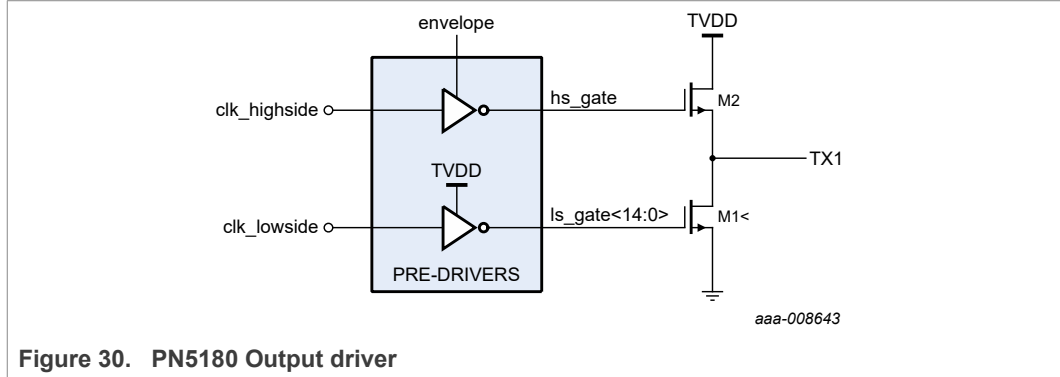 envelope
TVDD
clk_highside
hs_gate
M2
TVDD
TX1
clk_lowside
ls_gate<14:0>
M1<
PRE-DRIVERS
aaa-008643
Figure 30. PN5180 Output driver